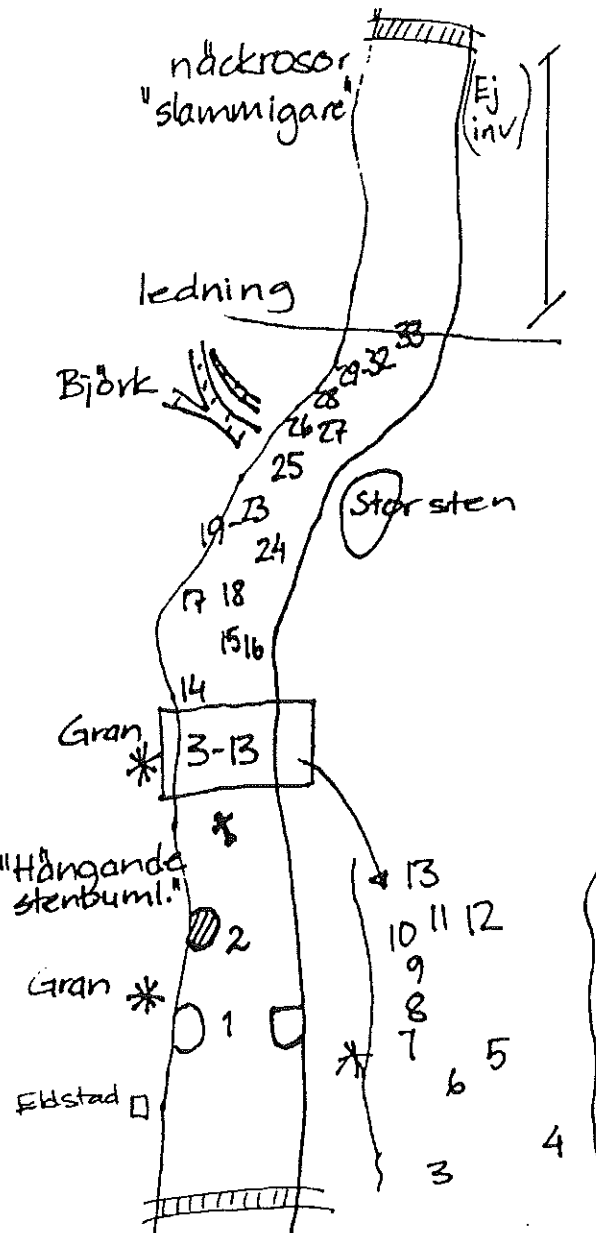 näckrosor
"slammigare"
(Ej
inv)
ledning
33
29-32
Björk
28
26 27
25
Stor sten
19-23
24
17 18
15 16
14
Gran
3-13
"Hängande
stenbuml."
13
10 11 12
2
9
Gran
8
1
7
5
6
Eldstad
4
3